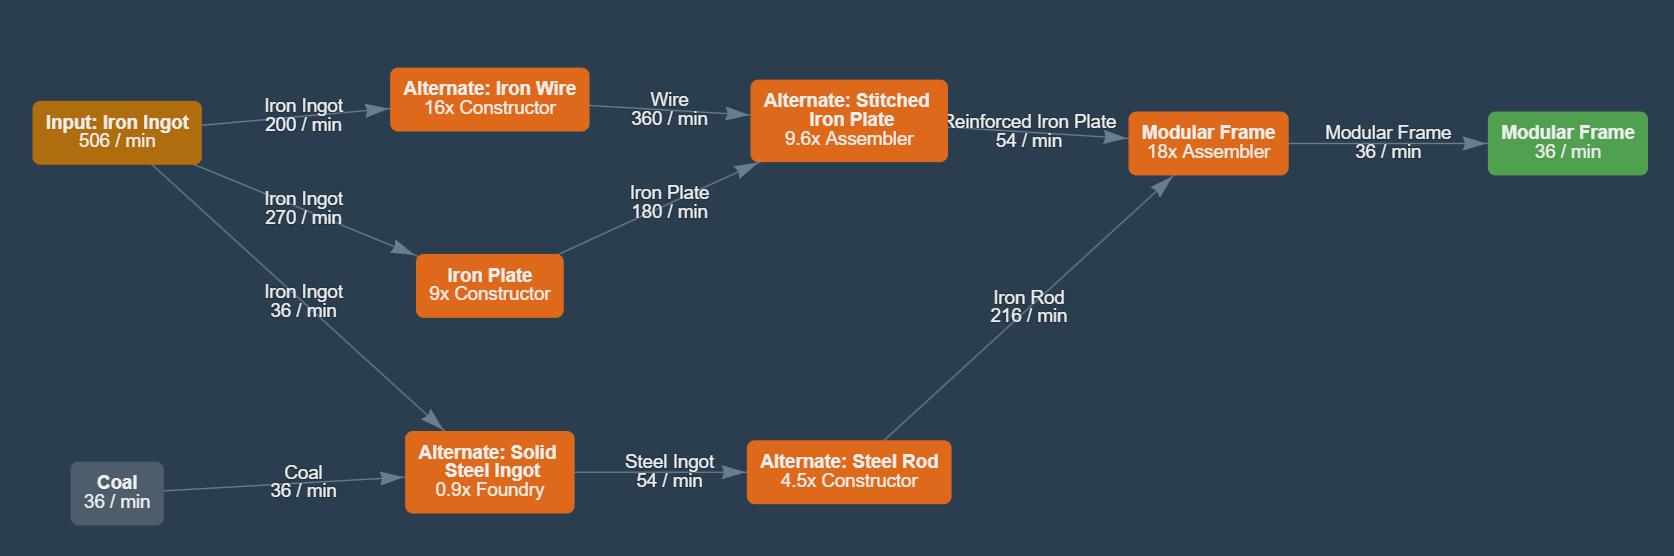 Input: Iron Ingot
506 / min
Iron Ingot
200 / min
Alternate: Iron Wire
16x Constructor
Wire
360 / min
Alternate: Stitched
Iron Plate
9.6x Assembler
Reinforced Iron Plate
54 / min
Modular Frame
18x Assembler
Modular Frame
36 / min
Modular Frame
36 / min
Iron Ingot
270 / min
Iron Plate
180 / min
Iron Plate
9x Constructor
Iron Ingot
36 / min
Iron Rod
216 / min
Coal
36 / min
Coal
36 / min
Alternate: Solid
Steel Ingot
0.9x Foundry
Steel Ingot
54 / min
Alternate: Steel Rod
4.5x Constructor